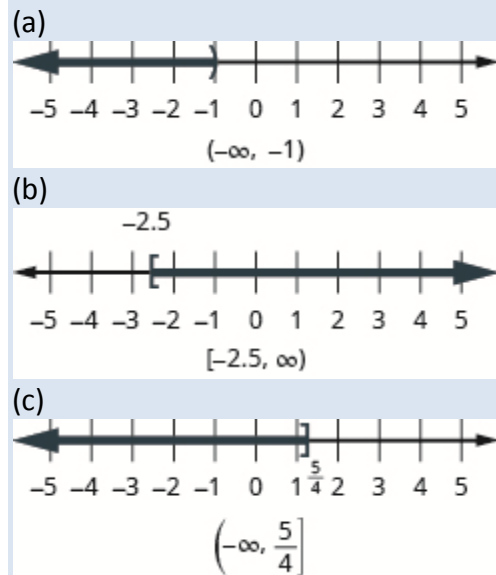 (a)
–5 –4 –3 –2 –1 0 1 2 3 4 5
(–∞, –1)
(b)
–2.5
–5 –4 –3 –2 –1 0 1 2 3 4 5
[–2.5, ∞)
(c)
–5 –4 –3 –2 –1 0 1 5/4 2 3 4 5
(–∞, 5/4]